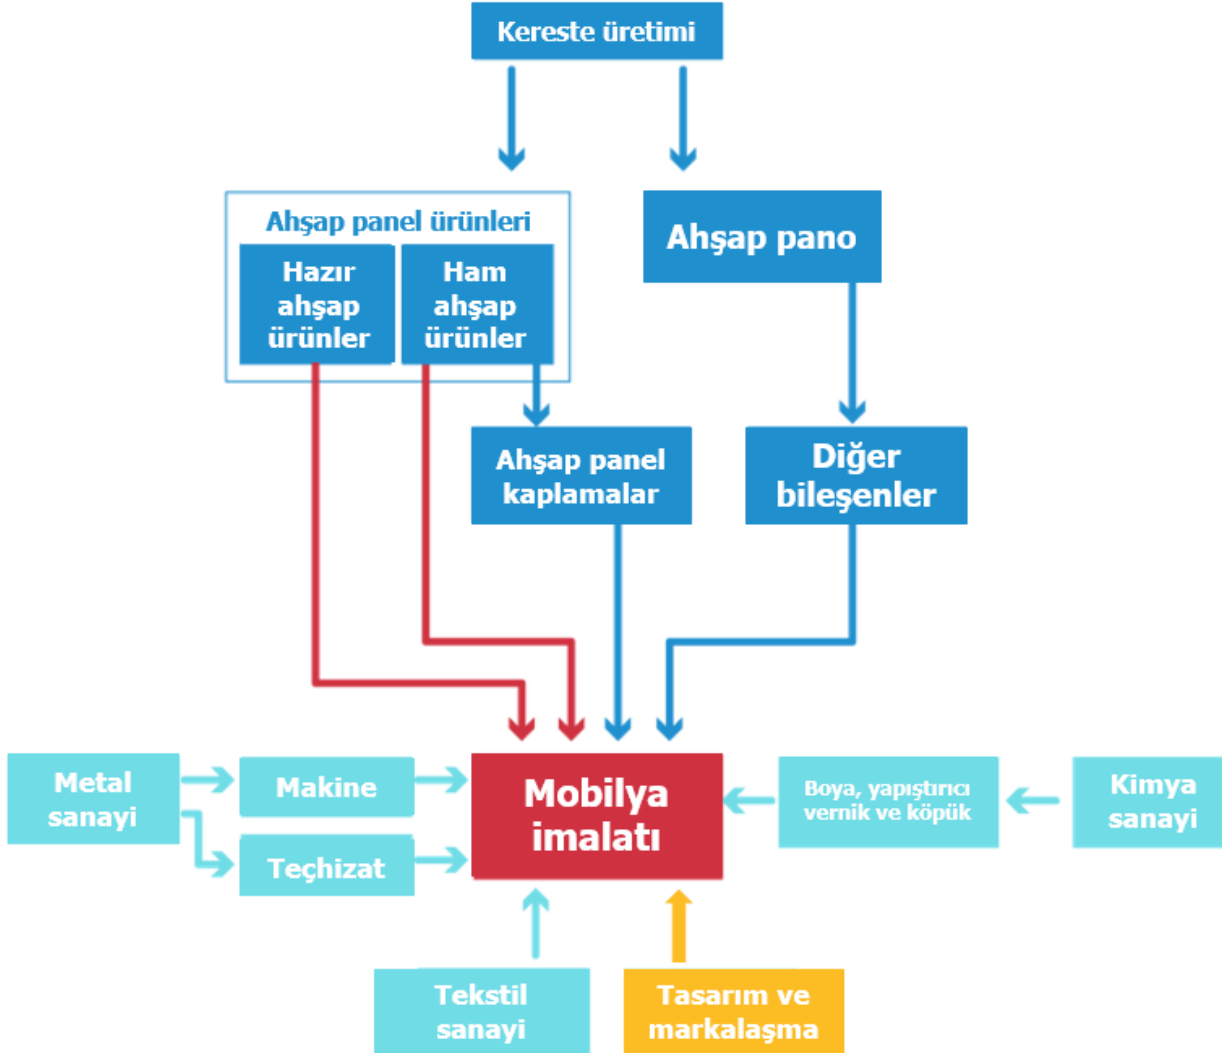 Kereste üretimi
Ahşap panel ürünleri
Hazır
ahşap
ürünler
Ham
ahşap
ürünler
Ahşap pano
Ahşap panel
kaplamalar
Diğer
bileşenler
Metal
sanayi
Makine
Teçhizat
Mobilya
imalatı
Boya, yapıştırıcı
vernik ve köpük
Kimya
sanayi
Tekstil
sanayi
Tasarım ve
markalaşma